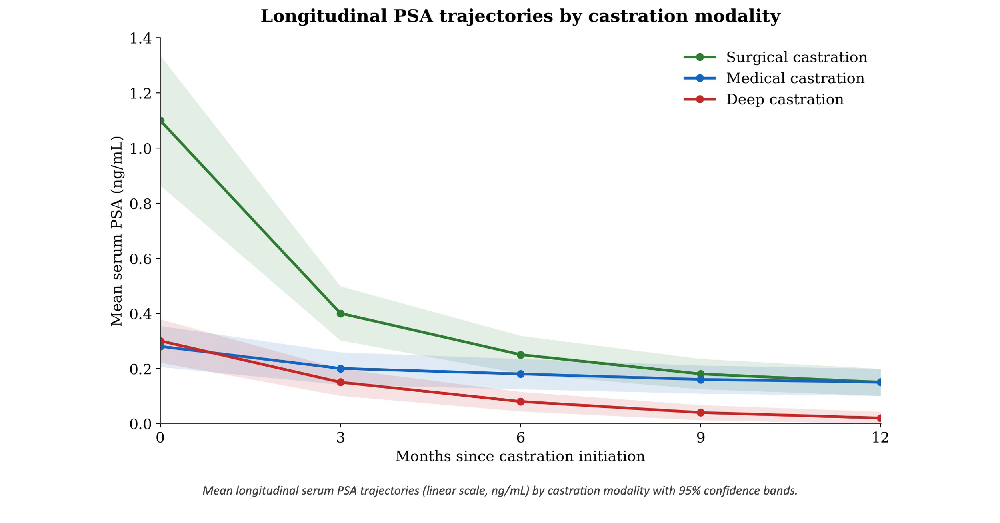 Longitudinal PSA trajectories by castration modality
1.4
1.2
1.0
0.8
0.6
0.4
0.2
0.0
Mean serum PSA (ng/mL)
Surgical castration
Medical castration
Deep castration
0 3 6 9 12
Months since castration initiation
Mean longitudinal serum PSA trajectories (linear scale, ng/mL) by castration modality with 95% confidence bands.